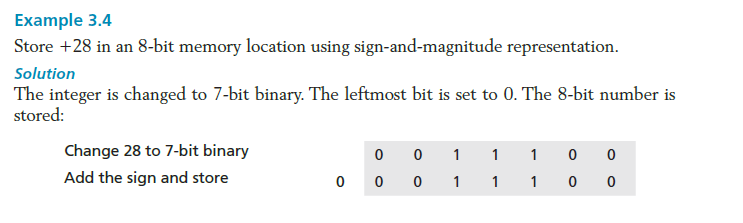 Example 3.4
Store +28 in an 8-bit memory location using sign-and-magnitude representation.
Solution
The integer is changed to 7-bit binary. The leftmost bit is set to 0. The 8-bit number is
stored:
Change 28 to 7-bit binary 0 0 1 1 1 0 0
Add the sign and store 0 0 0 1 1 1 0 0